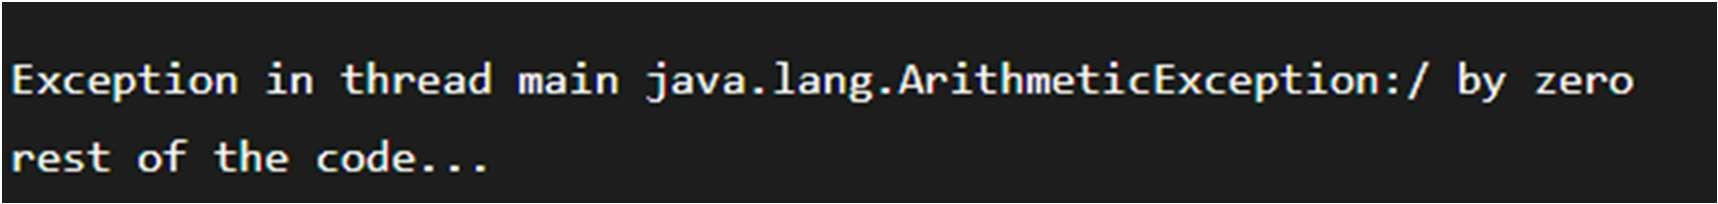 Exception in thread main java.lang.ArithmeticException:/ by zero
rest of the code...